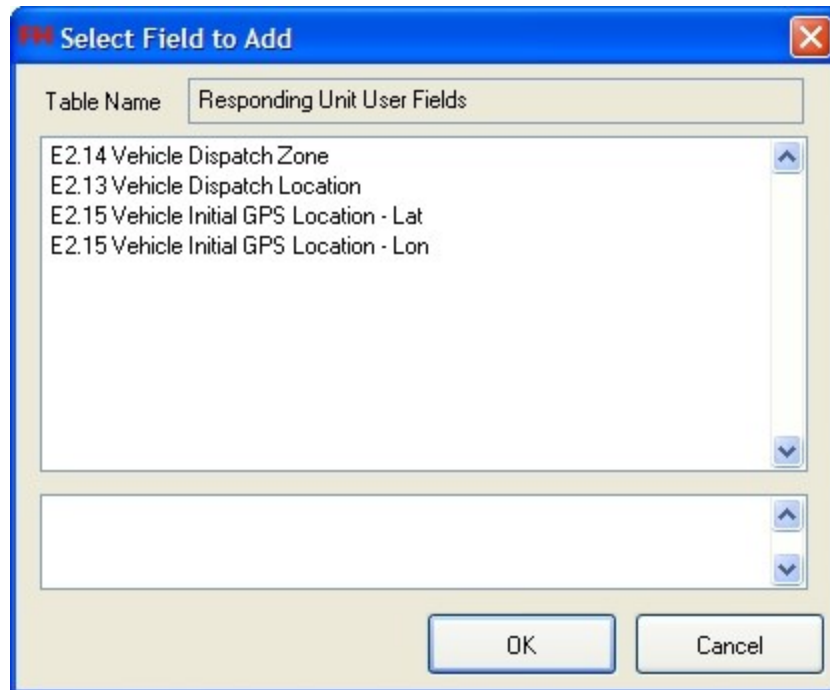 FH Select Field to Add
Table Name Responding Unit User Fields
E2.14 Vehicle Dispatch Zone
E2.13 Vehicle Dispatch Location
E2.15 Vehicle Initial GPS Location - Lat
E2.15 Vehicle Initial GPS Location - Lon
OK Cancel